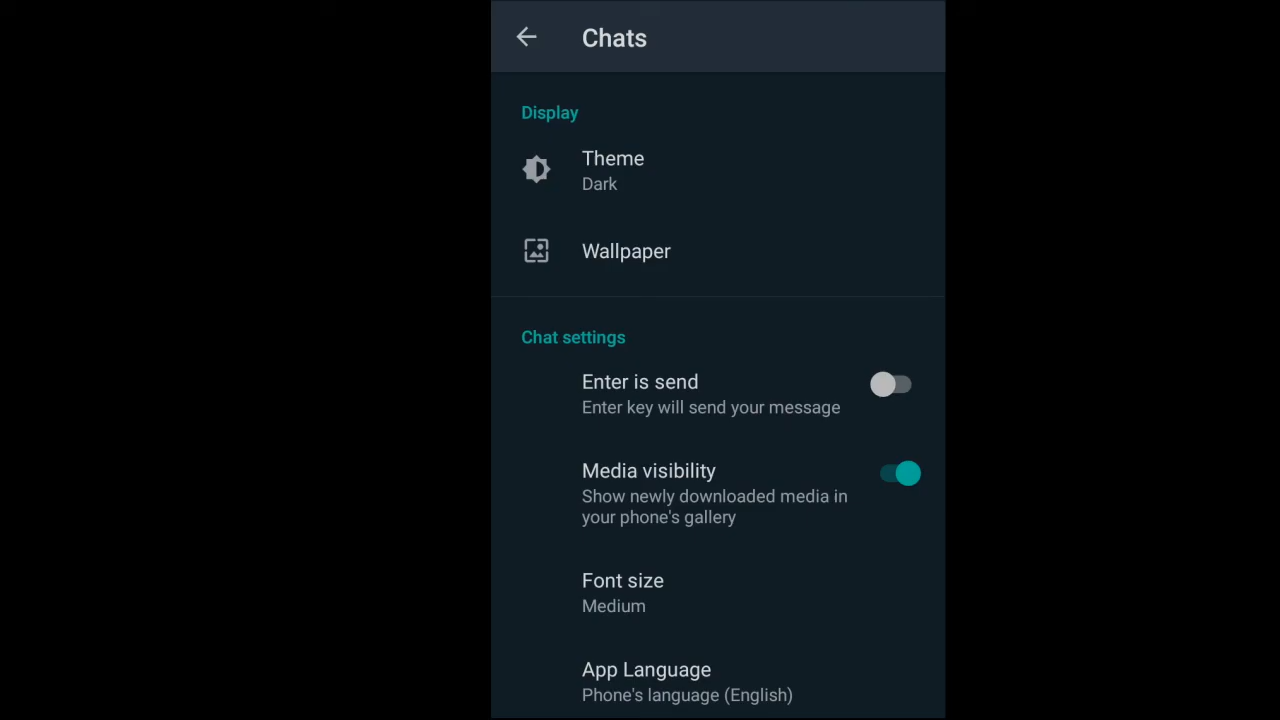 Chats
Display
Theme
Dark
Wallpaper
Chat settings
Enter is send
Enter key will send your message
Media visibility
Show newly downloaded media in
your phone's gallery
Font size
Medium
App Language
Phone's language (English)